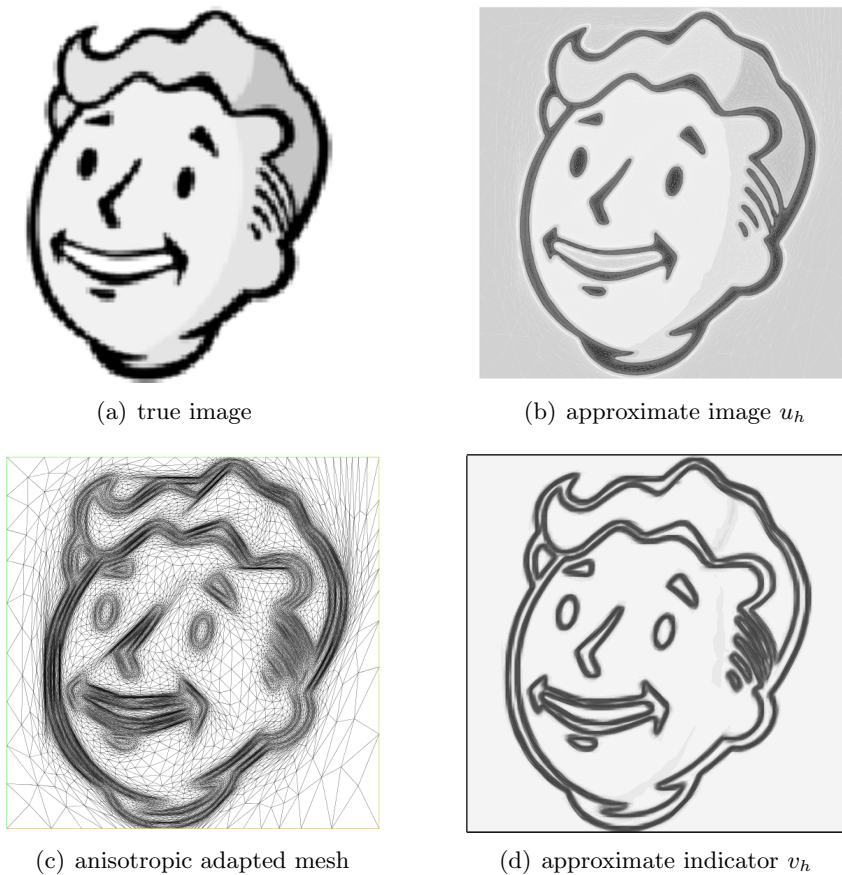 (a) true image
(b) approximate image u_h
(c) anisotropic adapted mesh
(d) approximate indicator v_h